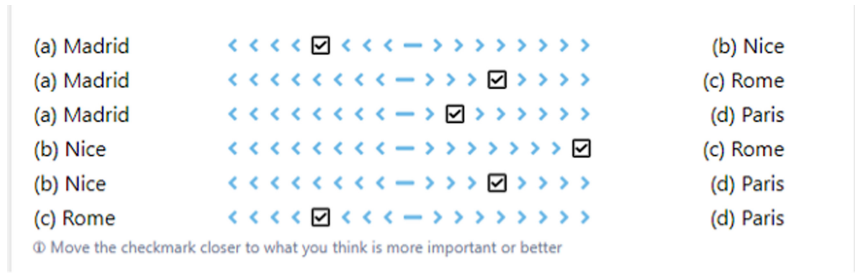 (a) Madrid (b) Nice
(a) Madrid (c) Rome
(a) Madrid (d) Paris
(b) Nice (c) Rome
(b) Nice (d) Paris
(c) Rome (d) Paris
ⓘ Move the checkmark closer to what you think is more important or better